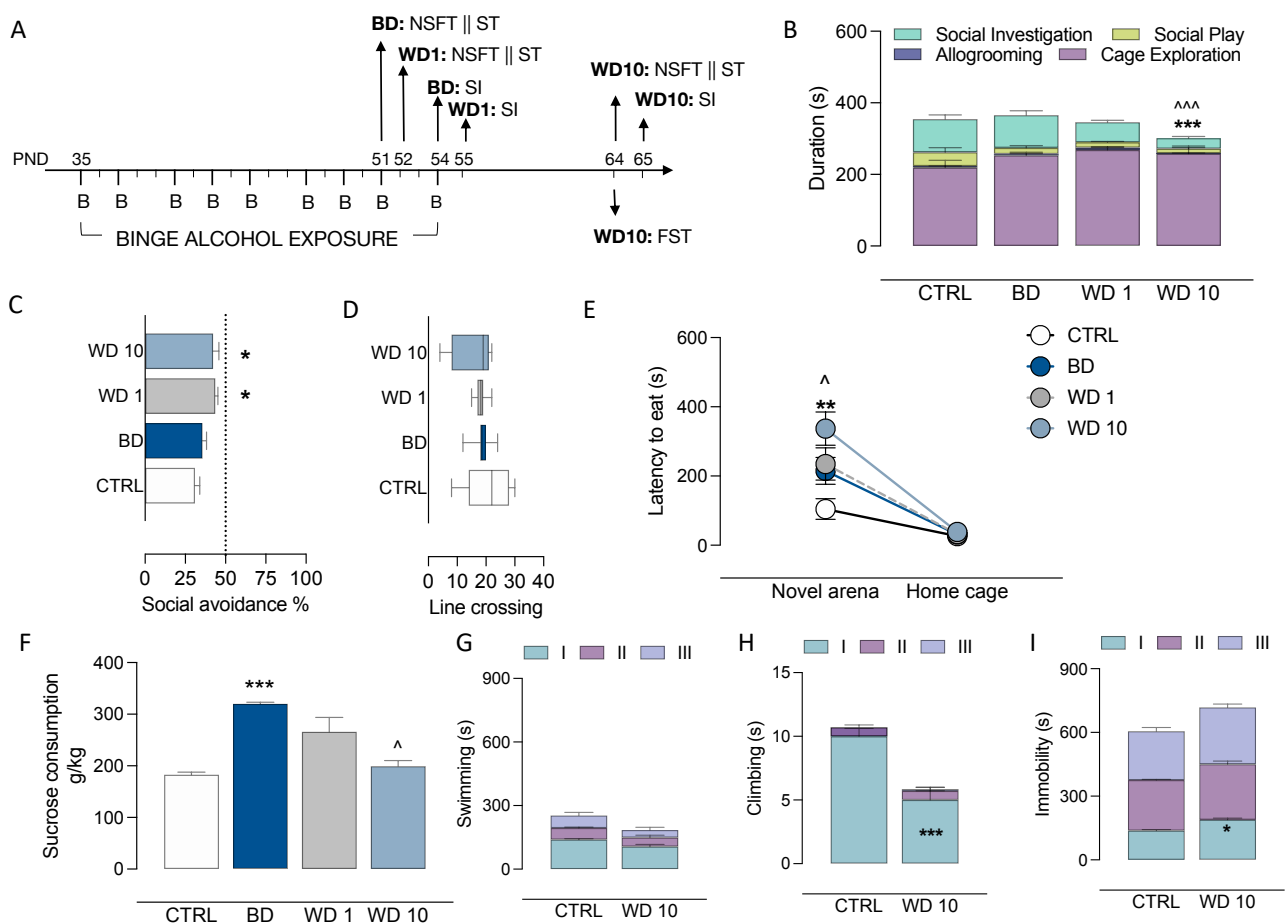 A
BD: NSFT || ST
WD1: NSFT || ST
BD: SI
WD1: SI
WD10: NSFT || ST
WD10: SI
PND 35 51 52 54 55 64 65
B B B B B B B B B
BINGE ALCOHOL EXPOSURE
WD10: FST
B
Social Investigation Social Play
Allogrooming Cage Exploration
Duration (s)
600
400
200
0
^^^
***
CTRL BD WD 1 WD 10
C
WD 10
WD 1
BD
CTRL
*
*
0 25 50 75 100
Social avoidance %
D
WD 10
WD 1
BD
CTRL
0 10 20 30 40
Line crossing
E
Latency to eat (s)
600
400
200
0
^
**
Novel arena Home cage
CTRL
BD
WD 1
WD 10
F
Sucrose consumption
g/kg
400
300
200
100
0
***
^
CTRL BD WD 1 WD 10
G
I II III
Swimming (s)
900
600
300
0
CTRL WD 10
H
I II III
Climbing (s)
15
10
5
0
***
CTRL WD 10
I
I II III
Immobility (s)
900
600
300
0
*
CTRL WD 10